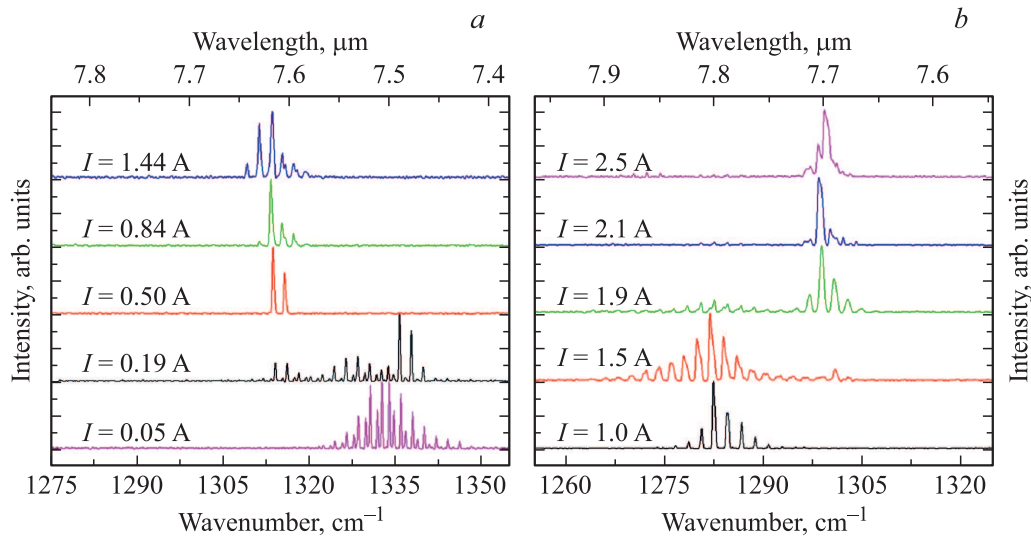 a
Wavelength, μm
7.8 7.7 7.6 7.5 7.4
I = 1.44 A
I = 0.84 A
I = 0.50 A
I = 0.19 A
I = 0.05 A
Intensity, arb. units
1275 1290 1305 1320 1335 1350
Wavenumber, cm⁻¹
b
Wavelength, μm
7.9 7.8 7.7 7.6
I = 2.5 A
I = 2.1 A
I = 1.9 A
I = 1.5 A
I = 1.0 A
Intensity, arb. units
1260 1275 1290 1305 1320
Wavenumber, cm⁻¹